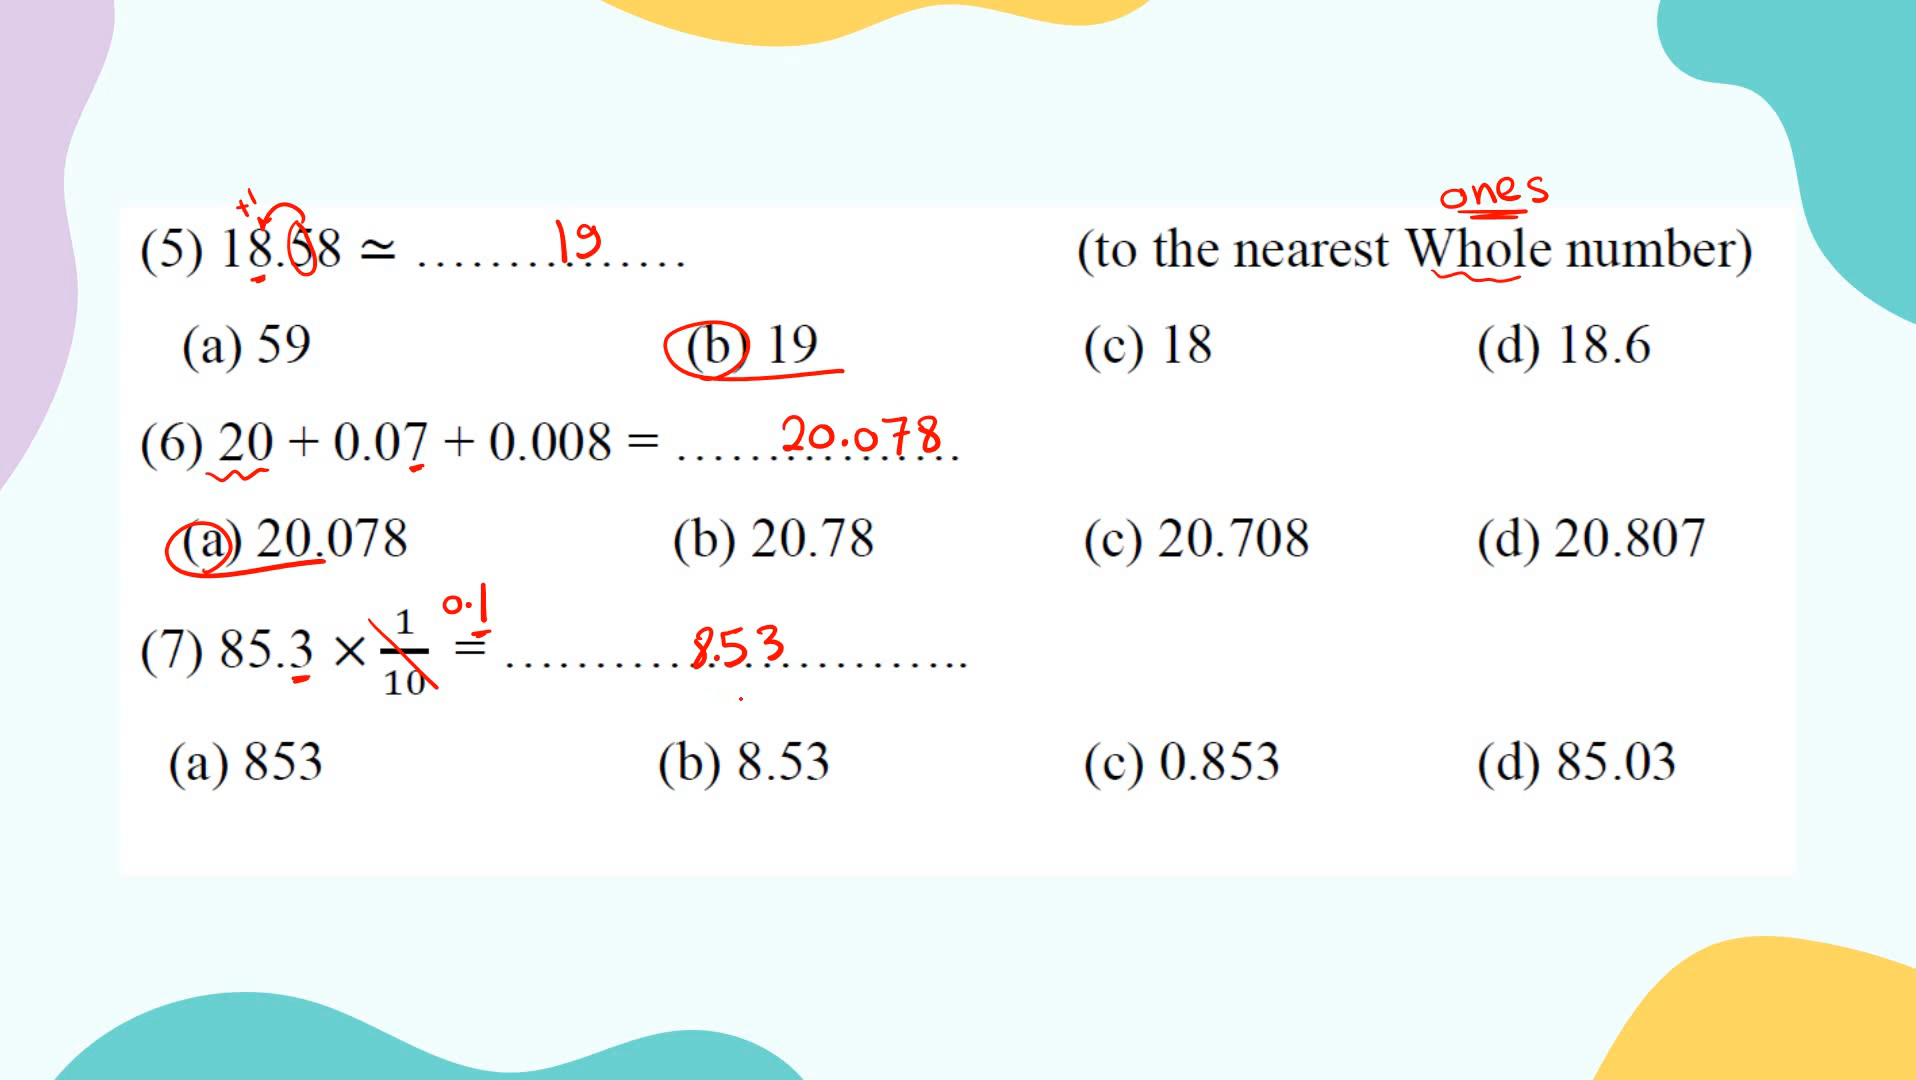 +1 ones
(5) 18.58 ≃ ...............19 (to the nearest Whole number)
(a) 59 (b) 19 (c) 18 (d) 18.6
(6) 20 + 0.07 + 0.008 = ................ 20.078
(a) 20.078 (b) 20.78 (c) 20.708 (d) 20.807
(7) 85.3 × 1/10 0.1 = ............................. 8.53
(a) 853 (b) 8.53 (c) 0.853 (d) 85.03